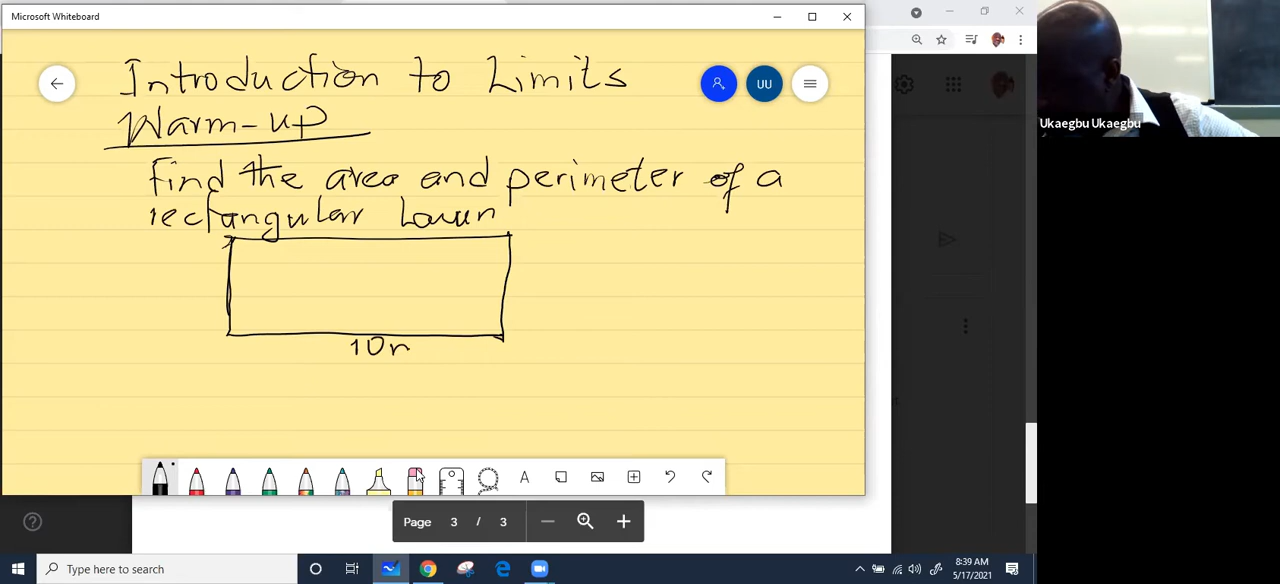 Microsoft Whiteboard
Introduction to Limits
UU
Warm-up
Ukaegbu Ukaegbu
Find the area and perimeter of a
rectangular Lawn
10n
A
Page 3 / 3
Type here to search
8:39 AM
5/17/2021